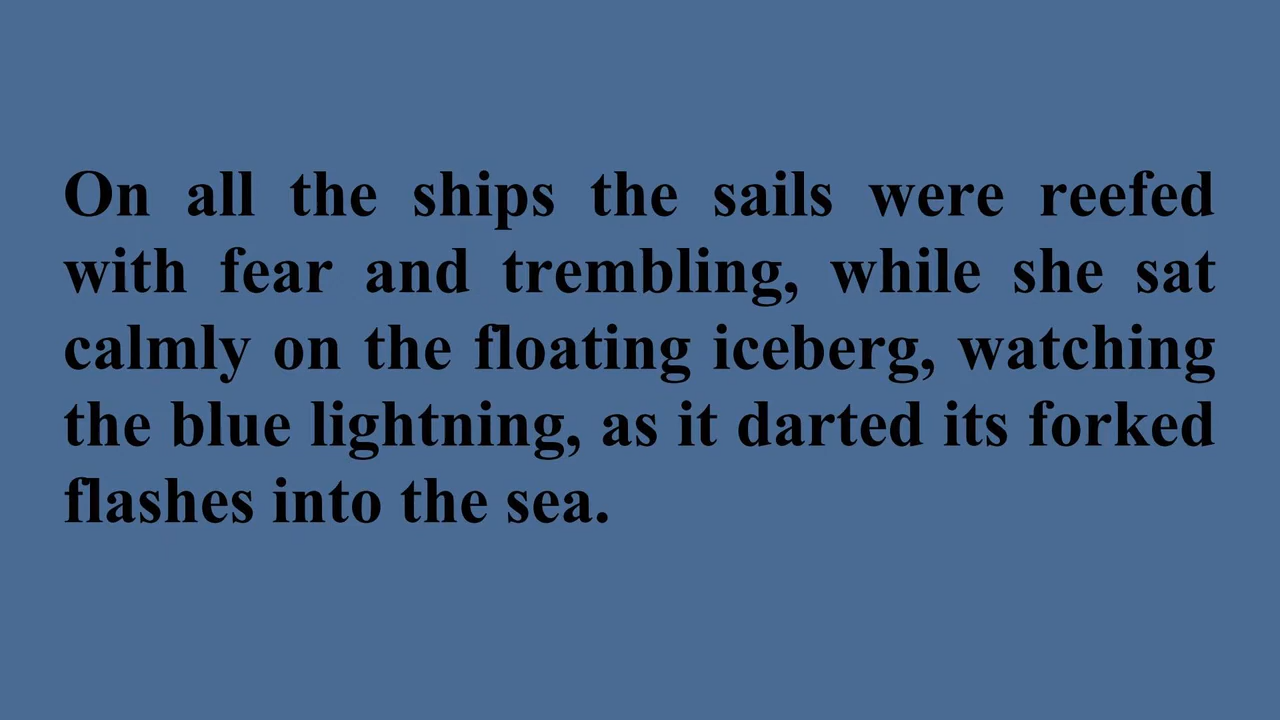 On all the ships the sails were reefed
with fear and trembling, while she sat
calmly on the floating iceberg, watching
the blue lightning, as it darted its forked
flashes into the sea.